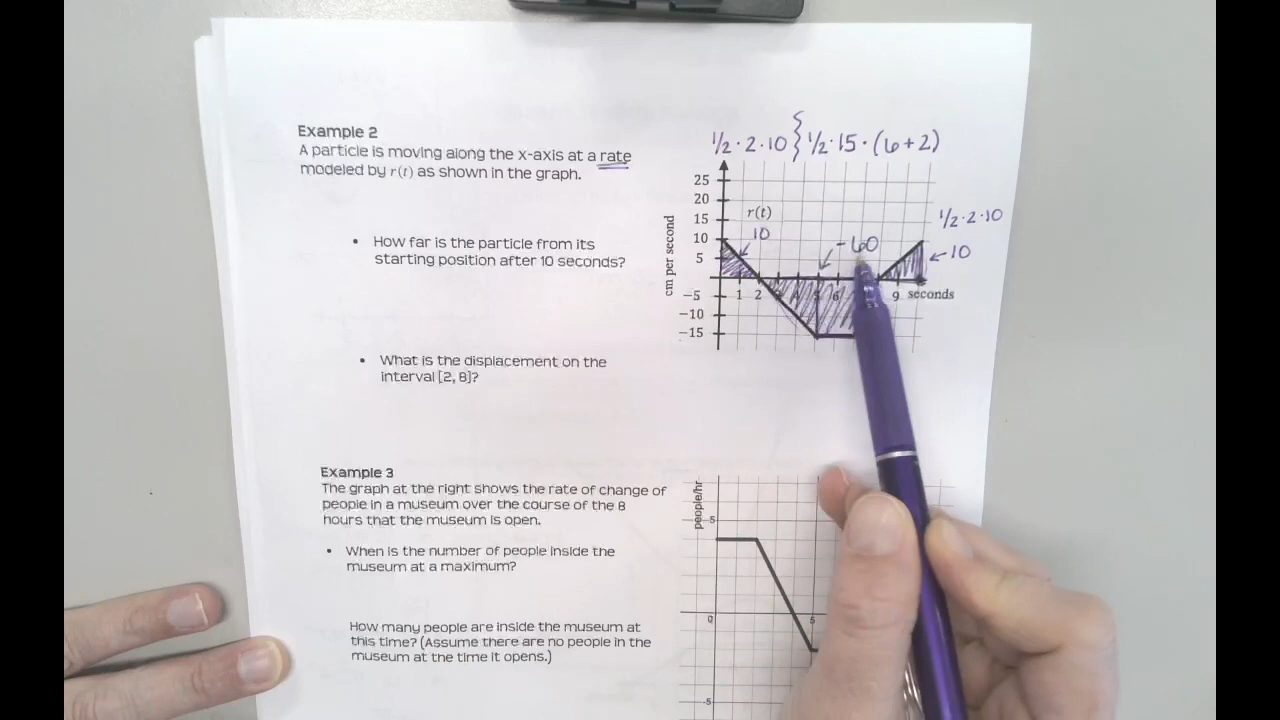 Example 2
A particle is moving along the x-axis at a rate
modeled by r(t) as shown in the graph.
• How far is the particle from its
starting position after 10 seconds?
• What is the displacement on the
interval [2, 8]?
1/2 · 2 · 10 } 1/2 · 15 · (6+2)
25
20
15
10
5
-5
-10
-15
cm per second
r(t)
10
-60
1/2 · 2 · 10
10
1 2 6 9 seconds
Example 3
The graph at the right shows the rate of change of
people in a museum over the course of the 8
hours that the museum is open.
• When is the number of people inside the
museum at a maximum?
How many people are inside the museum at
this time? (Assume there are no people in the
museum at the time it opens.)
people/hr
5
0
5
-5